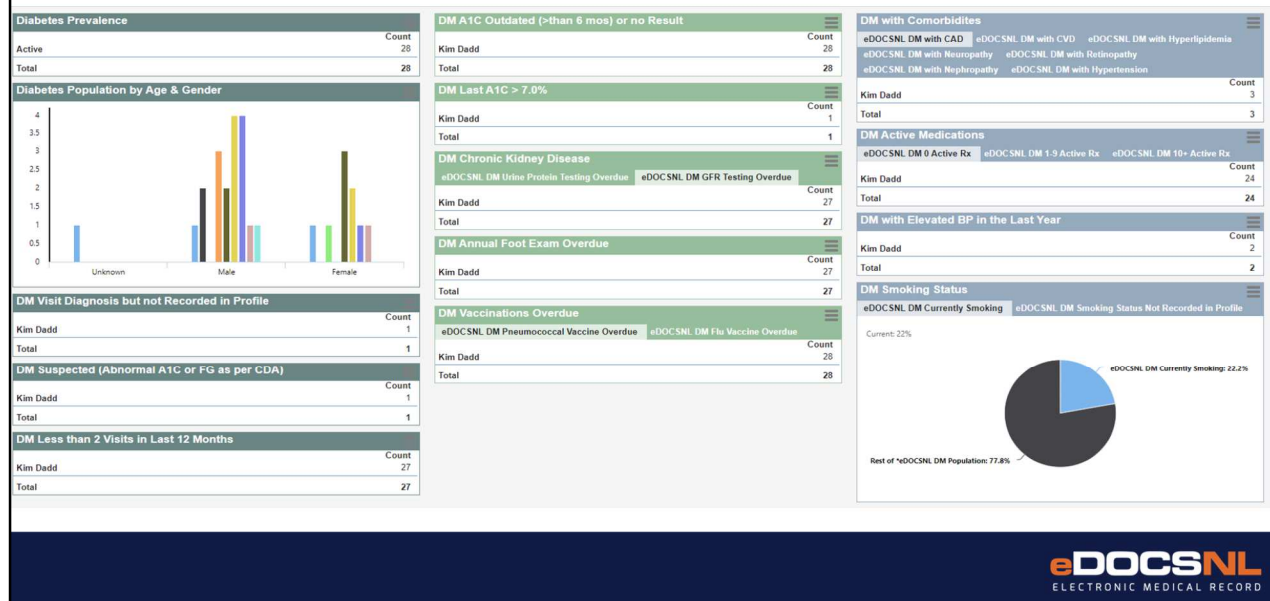 Diabetes Prevalence
Count
Active 28
Total 28
Diabetes Population by Age & Gender
4
3.5
3
2.5
2
1.5
1
0.5
0
Unknown Male Female
DM Visit Diagnosis but not Recorded in Profile
Count
Kim Dadd 1
Total 1
DM Suspected (Abnormal A1C or FG as per CDA)
Count
Kim Dadd 1
Total 1
DM Less than 2 Visits in Last 12 Months
Count
Kim Dadd 27
Total 27
DM A1C Outdated (>than 6 mos) or no Result
Count
Kim Dadd 28
Total 28
DM Last A1C > 7.0%
Count
Kim Dadd 1
Total 1
DM Chronic Kidney Disease
eDOCSNL DM Urine Protein Testing Overdue eDOCSNL DM GFR Testing Overdue
Count
Kim Dadd 27
Total 27
DM Annual Foot Exam Overdue
Count
Kim Dadd 27
Total 27
DM Vaccinations Overdue
eDOCSNL DM Pneumococcal Vaccine Overdue eDOCSNL DM Flu Vaccine Overdue
Count
Kim Dadd 28
Total 28
DM with Comorbidites
eDOCSNL DM with CAD eDOCSNL DM with CVD eDOCSNL DM with Hyperlipidemia
eDOCSNL DM with Neuropathy eDOCSNL DM with Retinopathy
eDOCSNL DM with Nephropathy eDOCSNL DM with Hypertension
Count
Kim Dadd 3
Total 3
DM Active Medications
eDOCSNL DM 0 Active Rx eDOCSNL DM 1-9 Active Rx eDOCSNL DM 10+ Active Rx
Count
Kim Dadd 24
Total 24
DM with Elevated BP in the Last Year
Count
Kim Dadd 2
Total 2
DM Smoking Status
eDOCSNL DM Currently Smoking eDOCSNL DM Smoking Status Not Recorded in Profile
Current: 22%
eDOCSNL DM Currently Smoking: 22.2%
Rest of *eDOCSNL DM Population: 77.8%
eDOCSNL
ELECTRONIC MEDICAL RECORD